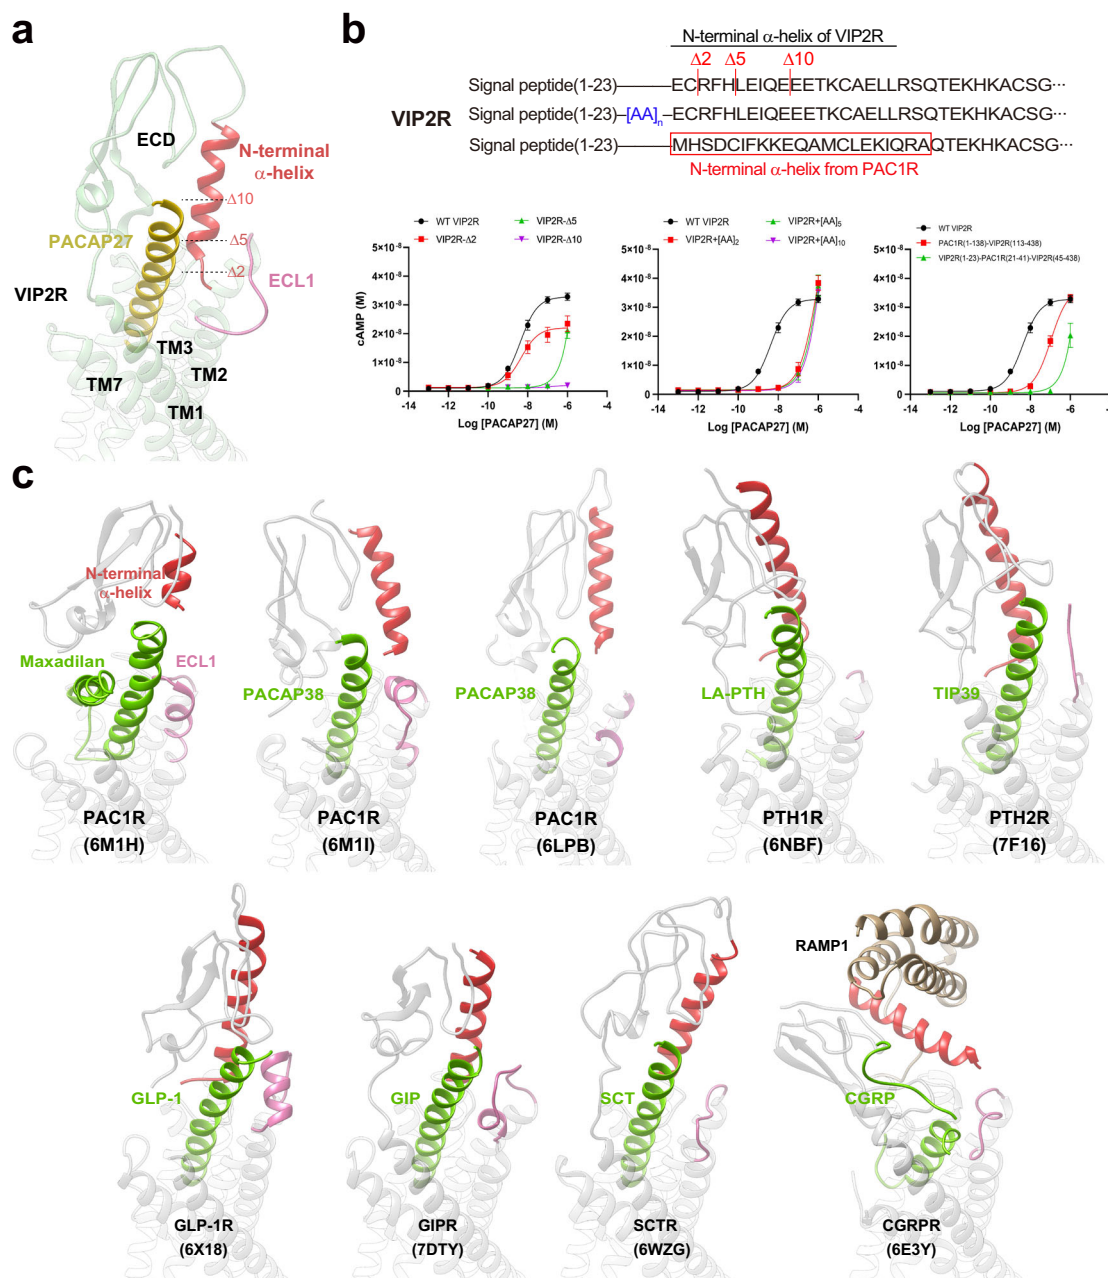 a
ECD
N-terminal
α-helix
Δ10
PACAP27
Δ5
Δ2
ECL1
VIP2R
TM3
TM7
TM2
TM1
b
N-terminal α-helix of VIP2R
Δ2 Δ5 Δ10
Signal peptide(1-23) ECRFHLEIQEEETKCAELLRSQTEKHKACSG···
VIP2R
Signal peptide(1-23) [AA]n ECRFHLEIQEEETKCAELLRSQTEKHKACSG···
Signal peptide(1-23) MHSDCIFKKEQAMCLEKIQRAQTEKHKACSG···
N-terminal α-helix from PAC1R
WT VIP2R VIP2R-Δ5
VIP2R-Δ2 VIP2R-Δ10
cAMP (M)
5×10⁻⁸
4×10⁻⁸
3×10⁻⁸
2×10⁻⁸
1×10⁻⁸
0
-14 -12 -10 -8 -6 -4
Log [PACAP27] (M)
WT VIP2R VIP2R+[AA]5
VIP2R+[AA]2 VIP2R+[AA]10
5×10⁻⁸
4×10⁻⁸
3×10⁻⁸
2×10⁻⁸
1×10⁻⁸
0
-14 -12 -10 -8 -6 -4
Log [PACAP27] (M)
WT VIP2R
PAC1R(1-138)-VIP2R(113-438)
VIP2R(1-23)-PAC1R(21-41)-VIP2R(45-438)
5×10⁻⁸
4×10⁻⁸
3×10⁻⁸
2×10⁻⁸
1×10⁻⁸
0
-14 -12 -10 -8 -6 -4
Log [PACAP27] (M)
c
N-terminal
α-helix
Maxadilan
ECL1
PAC1R
(6M1H)
PACAP38
PAC1R
(6M1I)
PACAP38
PAC1R
(6LPB)
LA-PTH
PTH1R
(6NBF)
TIP39
PTH2R
(7F16)
GLP-1
GLP-1R
(6X18)
GIP
GIPR
(7DTY)
SCT
SCTR
(6WZG)
RAMP1
CGRP
CGRPR
(6E3Y)